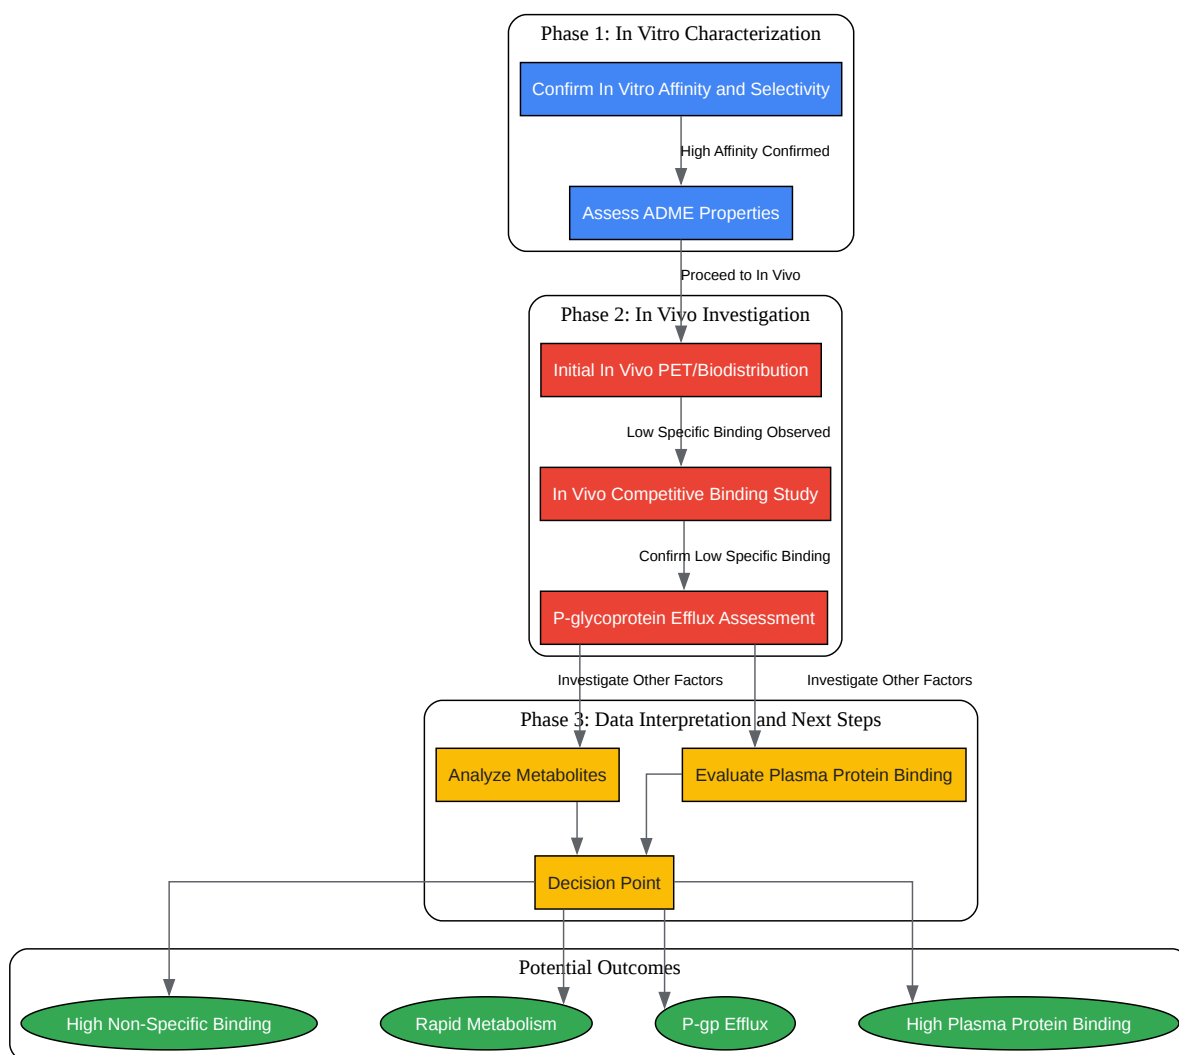 Phase 1: In Vitro Characterization
Confirm In Vitro Affinity and Selectivity
High Affinity Confirmed
Assess ADME Properties
Proceed to In Vivo
Phase 2: In Vivo Investigation
Initial In Vivo PET/Biodistribution
Low Specific Binding Observed
In Vivo Competitive Binding Study
Confirm Low Specific Binding
P-glycoprotein Efflux Assessment
Investigate Other Factors
Investigate Other Factors
Phase 3: Data Interpretation and Next Steps
Analyze Metabolites
Evaluate Plasma Protein Binding
Decision Point
Potential Outcomes
High Non-Specific Binding
Rapid Metabolism
P-gp Efflux
High Plasma Protein Binding